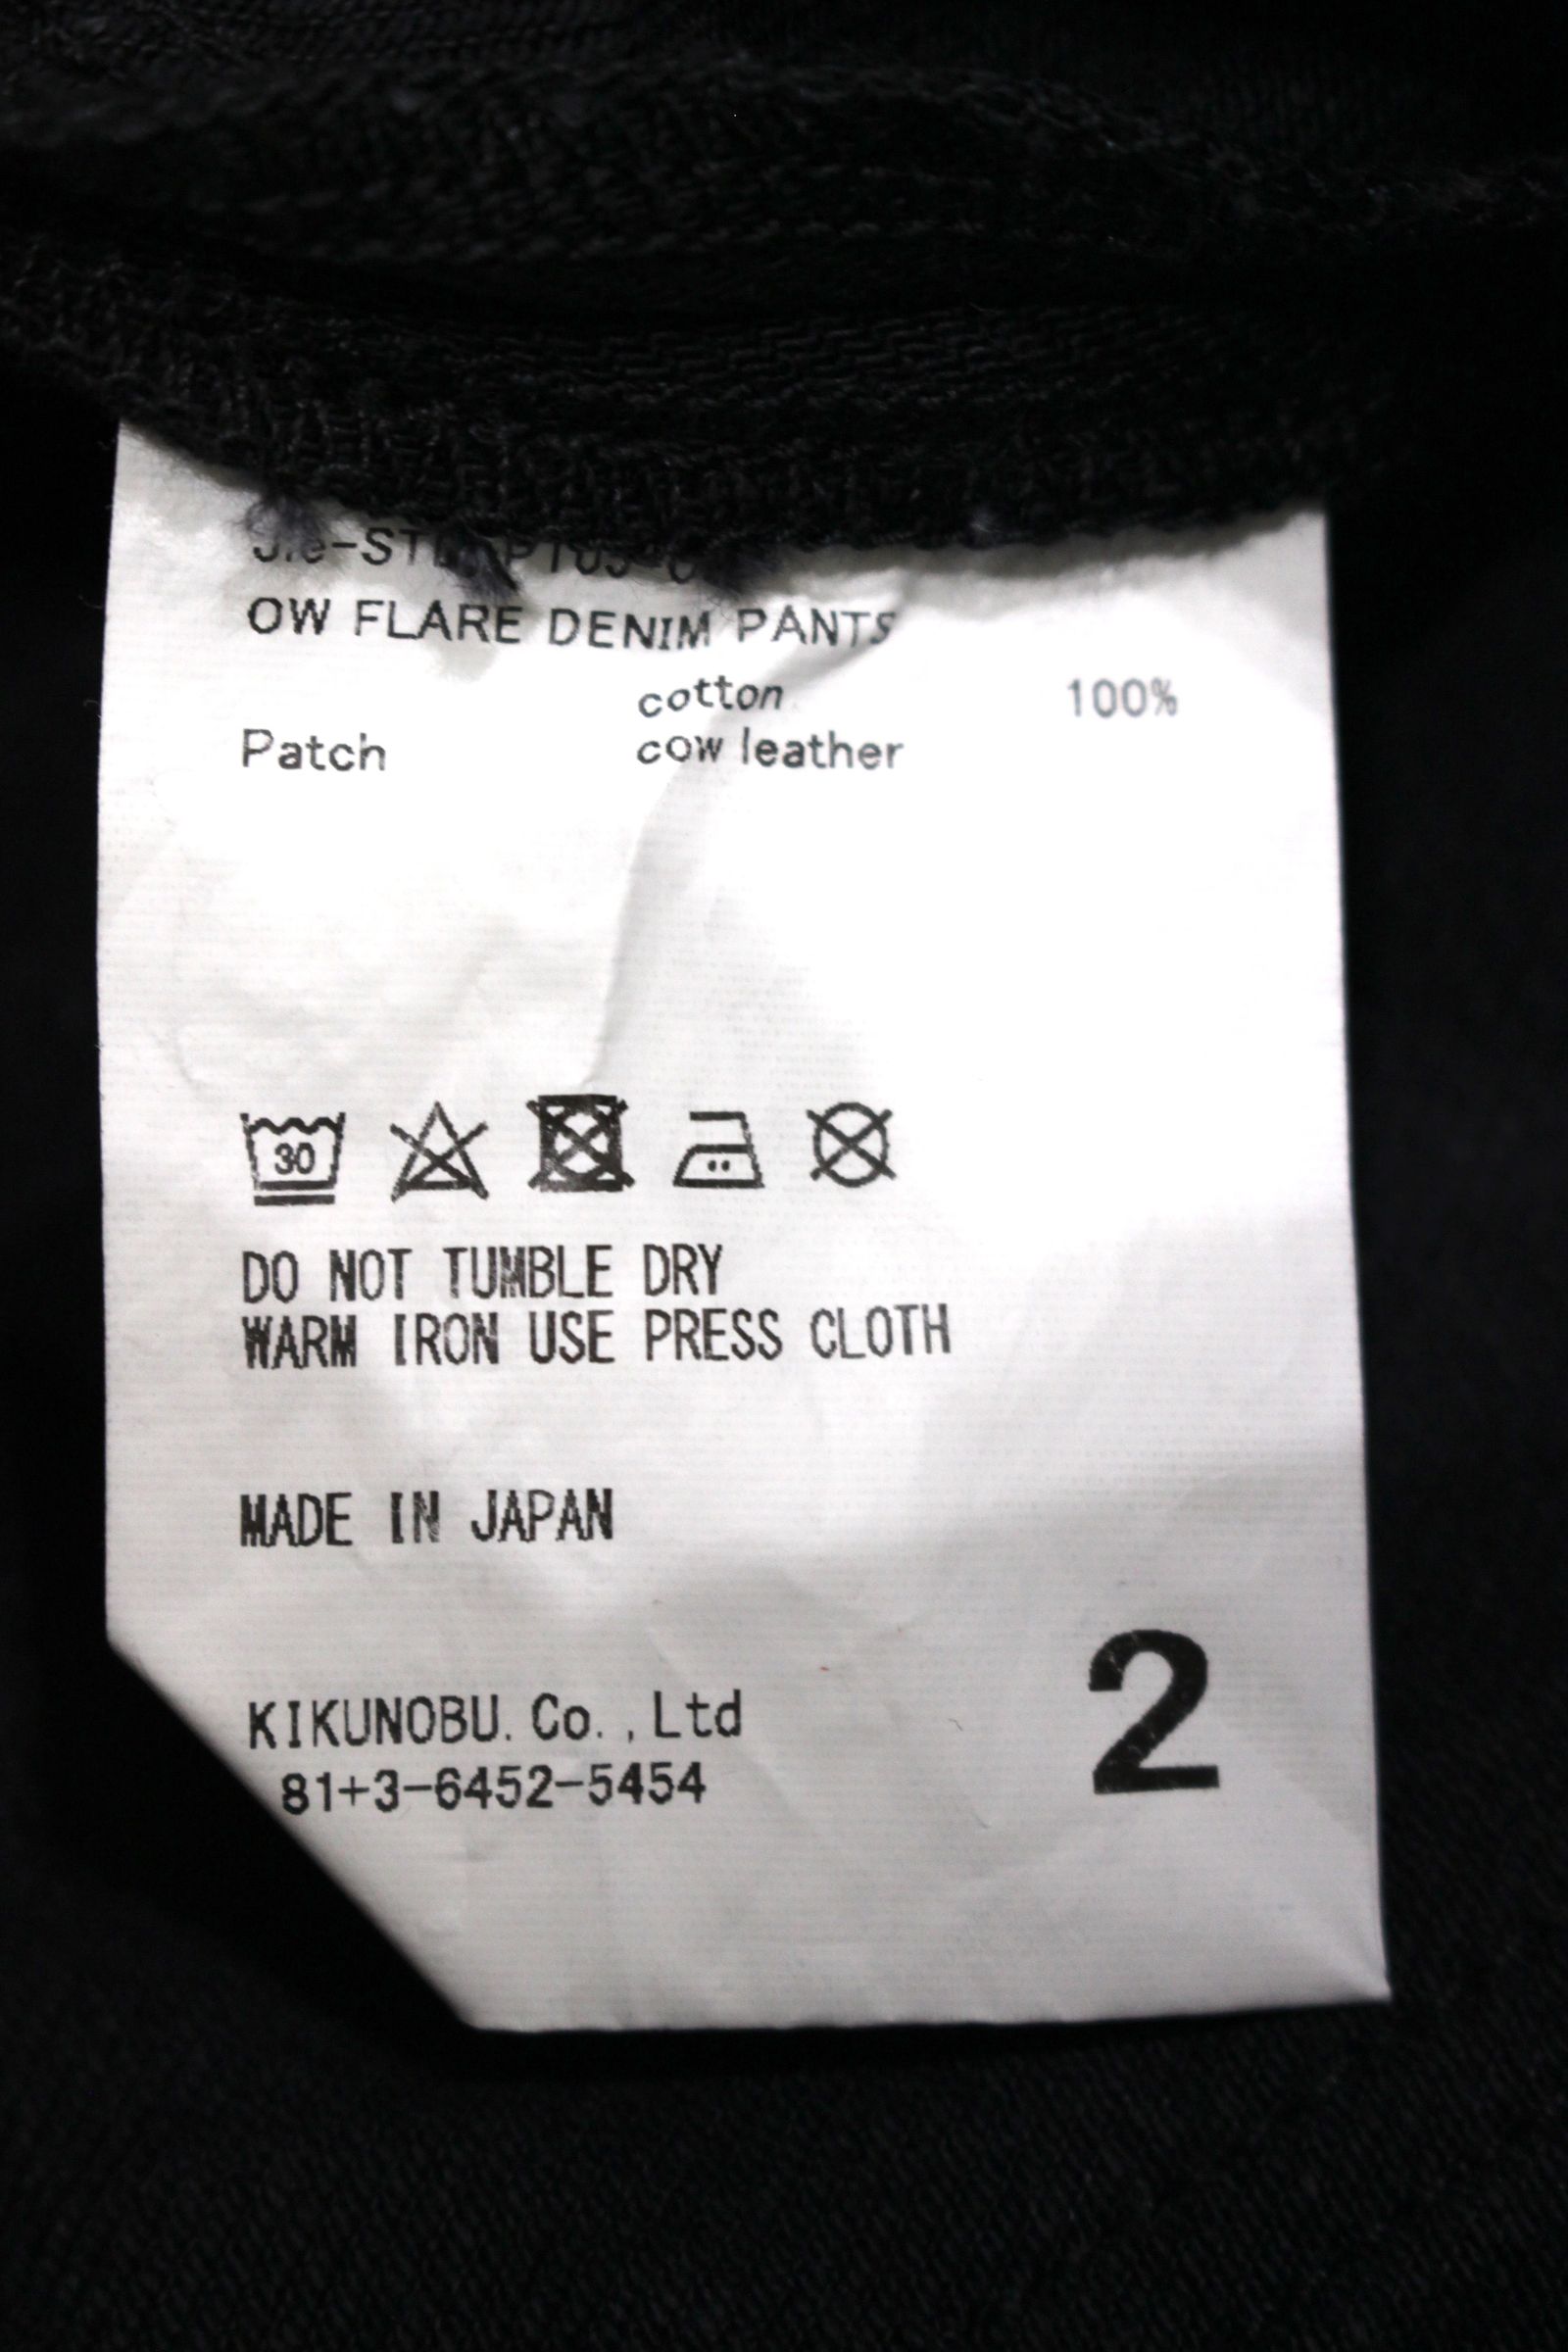 OW FLARE DENIM PANTS
cotton 100%
Patch cow leather
30
DO NOT TUMBLE DRY
WARM IRON USE PRESS CLOTH
MADE IN JAPAN
KIKUNOBU. Co. , Ltd
81+3-6452-5454
2